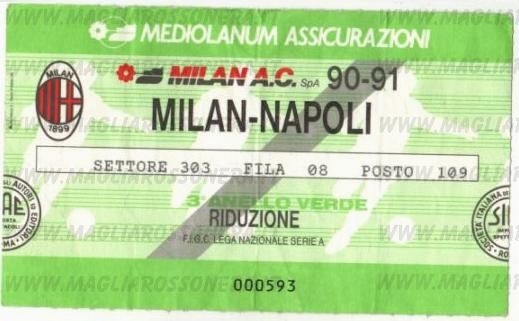 MEDIOLANUM ASSICURAZIONI
MILAN A.C. SpA 90-91
MILAN
1899
MILAN-NAPOLI
SETTORE 303 FILA 08 POSTO 109
3° ANELLO VERDE
RIDUZIONE
F.I.G.C. LEGA NAZIONALE SERIE A
000593
WWW.MAGLIAROSSONERA.IT